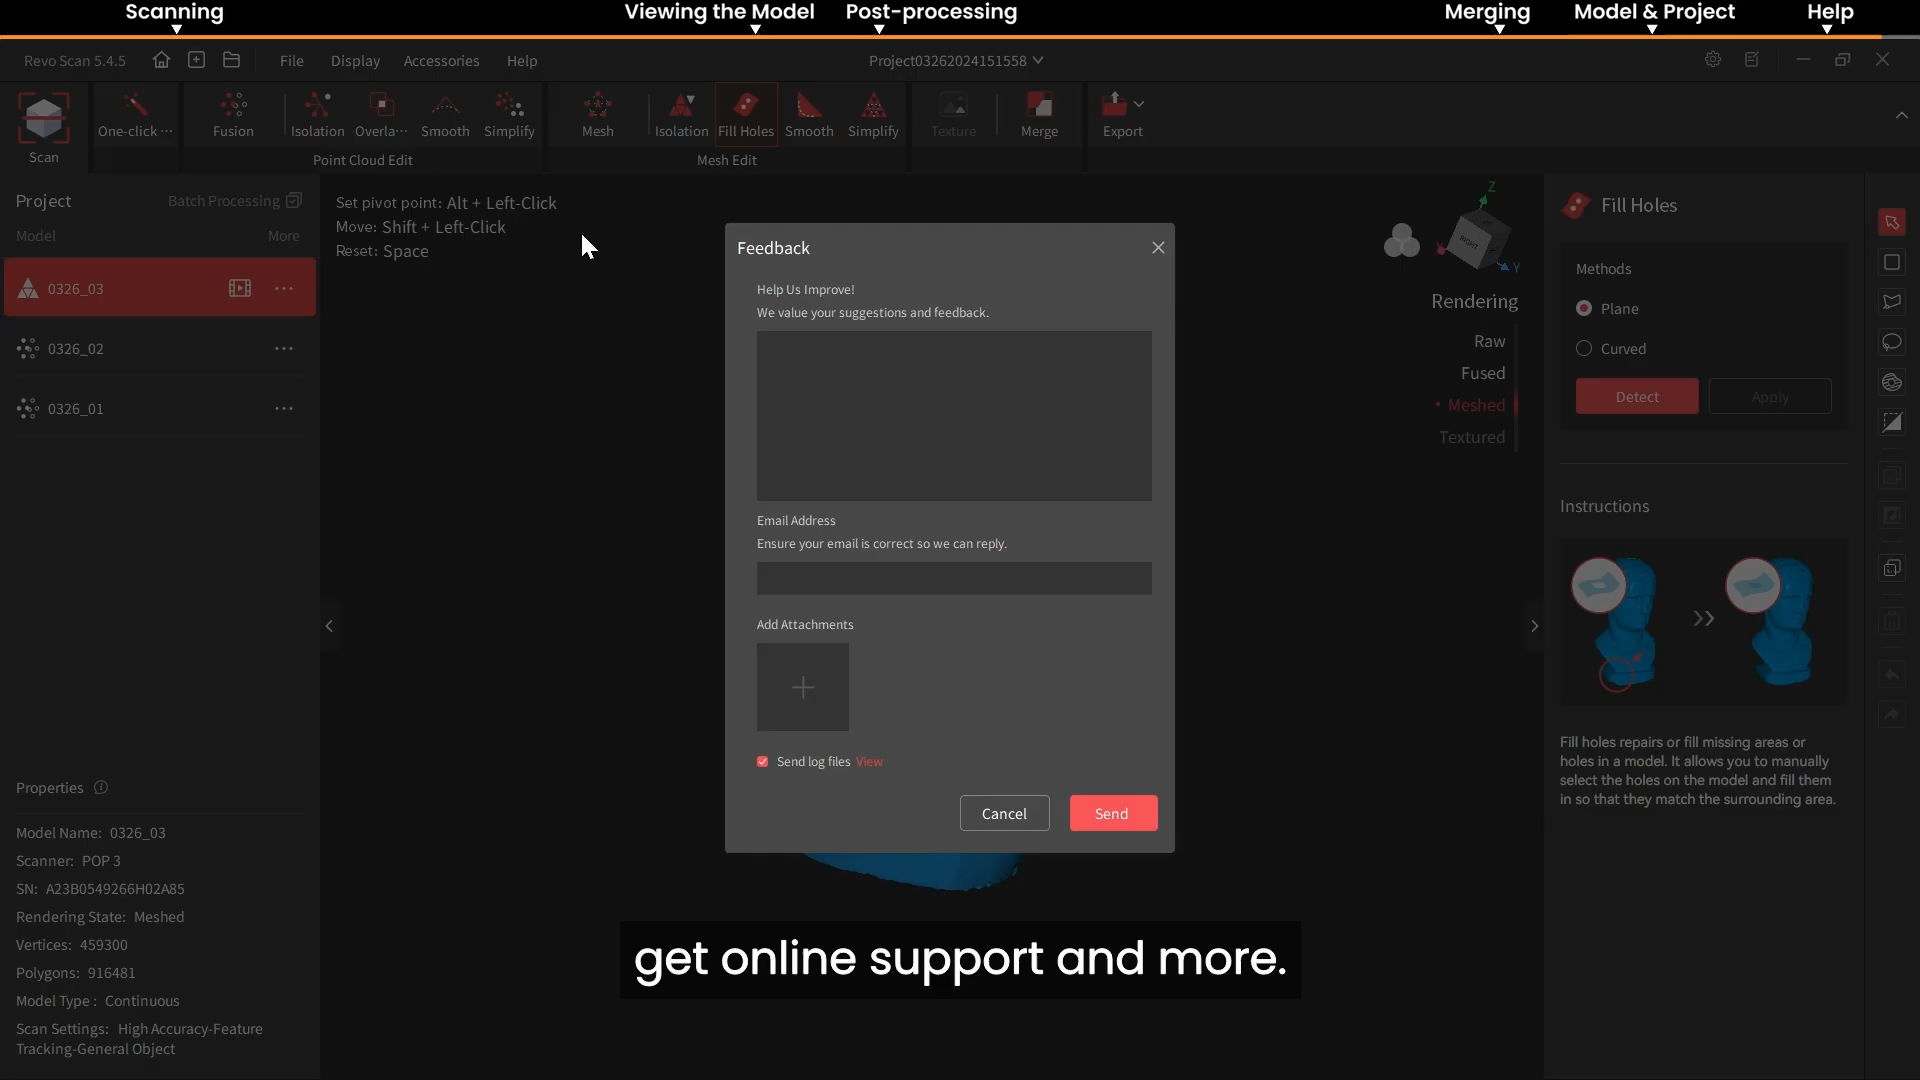 Scanning
Viewing the Model
Post-processing
Merging
Model & Project
Help
Revo Scan 5.4.5
File
Display
Accessories
Help
Project03262024151558
Scan
One-click ···
Fusion
Isolation
Overla···
Smooth
Simplify
Point Cloud Edit
Mesh
Isolation
Fill Holes
Smooth
Simplify
Mesh Edit
Texture
Merge
Export
Project
Batch Processing
Model
More
0326_03
0326_02
0326_01
Properties
Model Name: 0326_03
Scanner: POP 3
SN: A23B0549266H02A85
Rendering State: Meshed
Vertices: 459300
Polygons: 916481
Model Type : Continuous
Scan Settings: High Accuracy-Feature
Tracking-General Object
Set pivot point: Alt + Left-Click
Move: Shift + Left-Click
Reset: Space
Feedback
Help Us Improve!
We value your suggestions and feedback.
Email Address
Ensure your email is correct so we can reply.
Add Attachments
Send log files View
Cancel
Send
Z
RIGHT
X
Y
Rendering
Raw
Fused
Meshed
Textured
Fill Holes
Methods
Plane
Curved
Detect
Apply
Instructions
Fill holes repairs or fill missing areas or
holes in a model. It allows you to manually
select the holes on the model and fill them
in so that they match the surrounding area.
get online support and more.